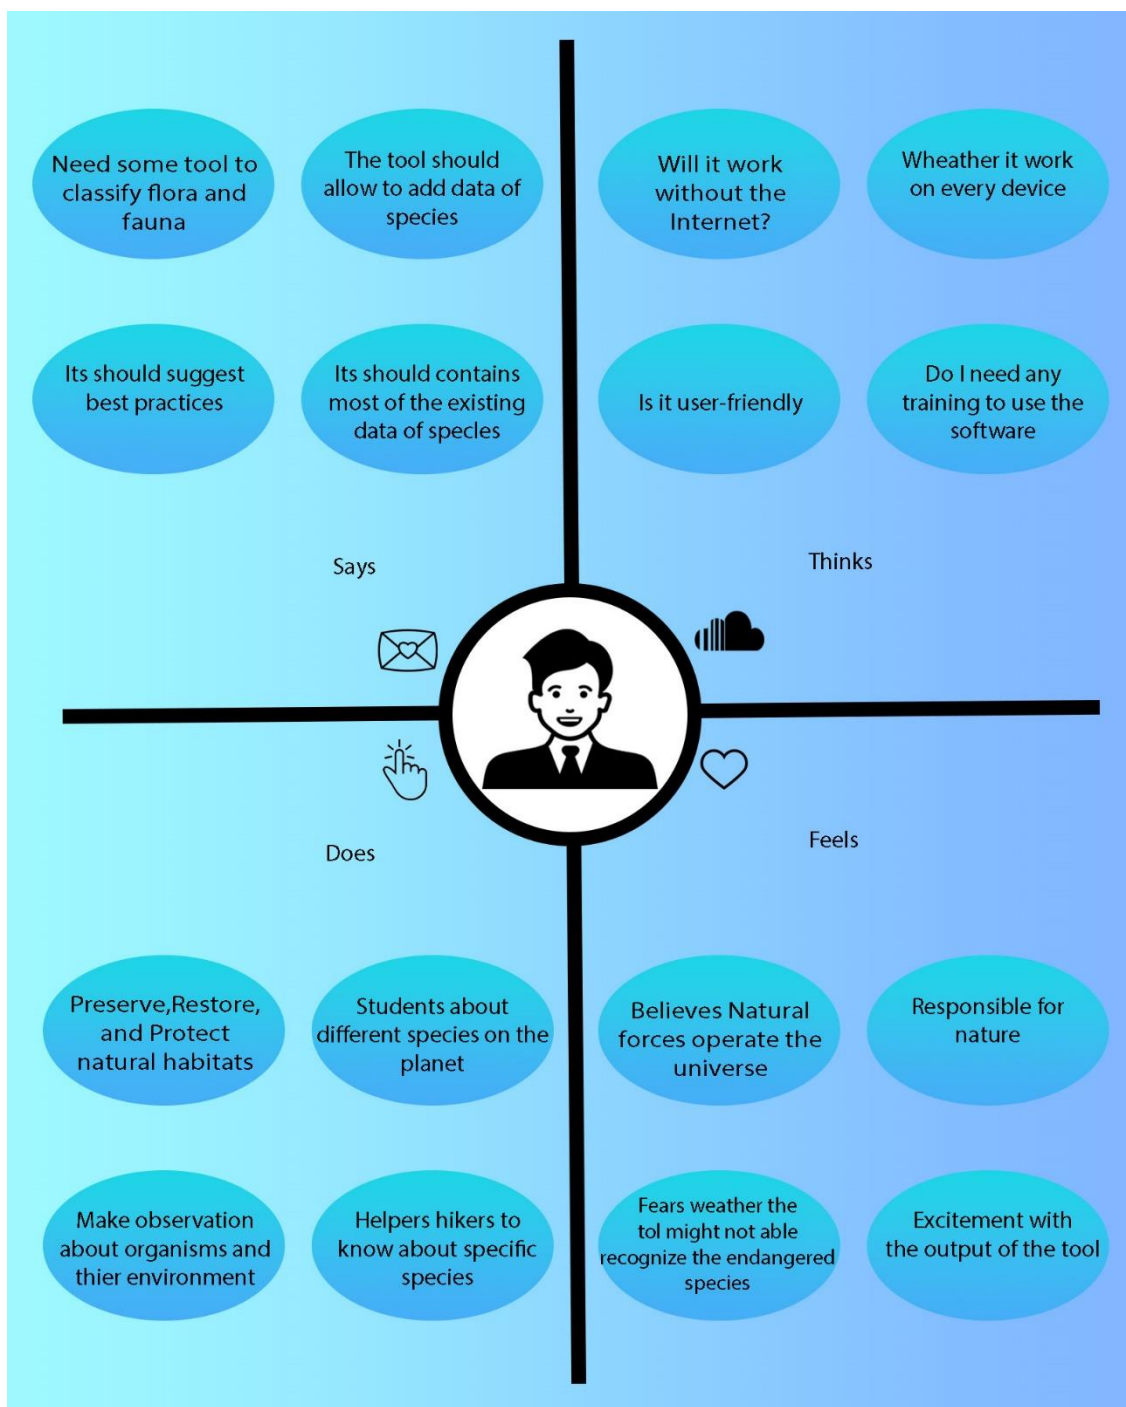 Need some tool to
classify flora and
fauna
The tool should
allow to add data of
species
Its should suggest
best practices
Its should contains
most of the existing
data of specles
Says
Will it work
without the
Internet?
Wheather it work
on every device
Is it user-friendly
Do I need any
training to use the
software
Thinks
Does
Preserve,Restore,
and Protect
natural habitats
Students about
different species on the
planet
Make observation
about organisms and
thier environment
Helpers hikers to
know about specific
species
Feels
Believes Natural
forces operate the
universe
Responsible for
nature
Fears weather the
tol might not able
recognize the endangered
species
Excitement with
the output of the tool